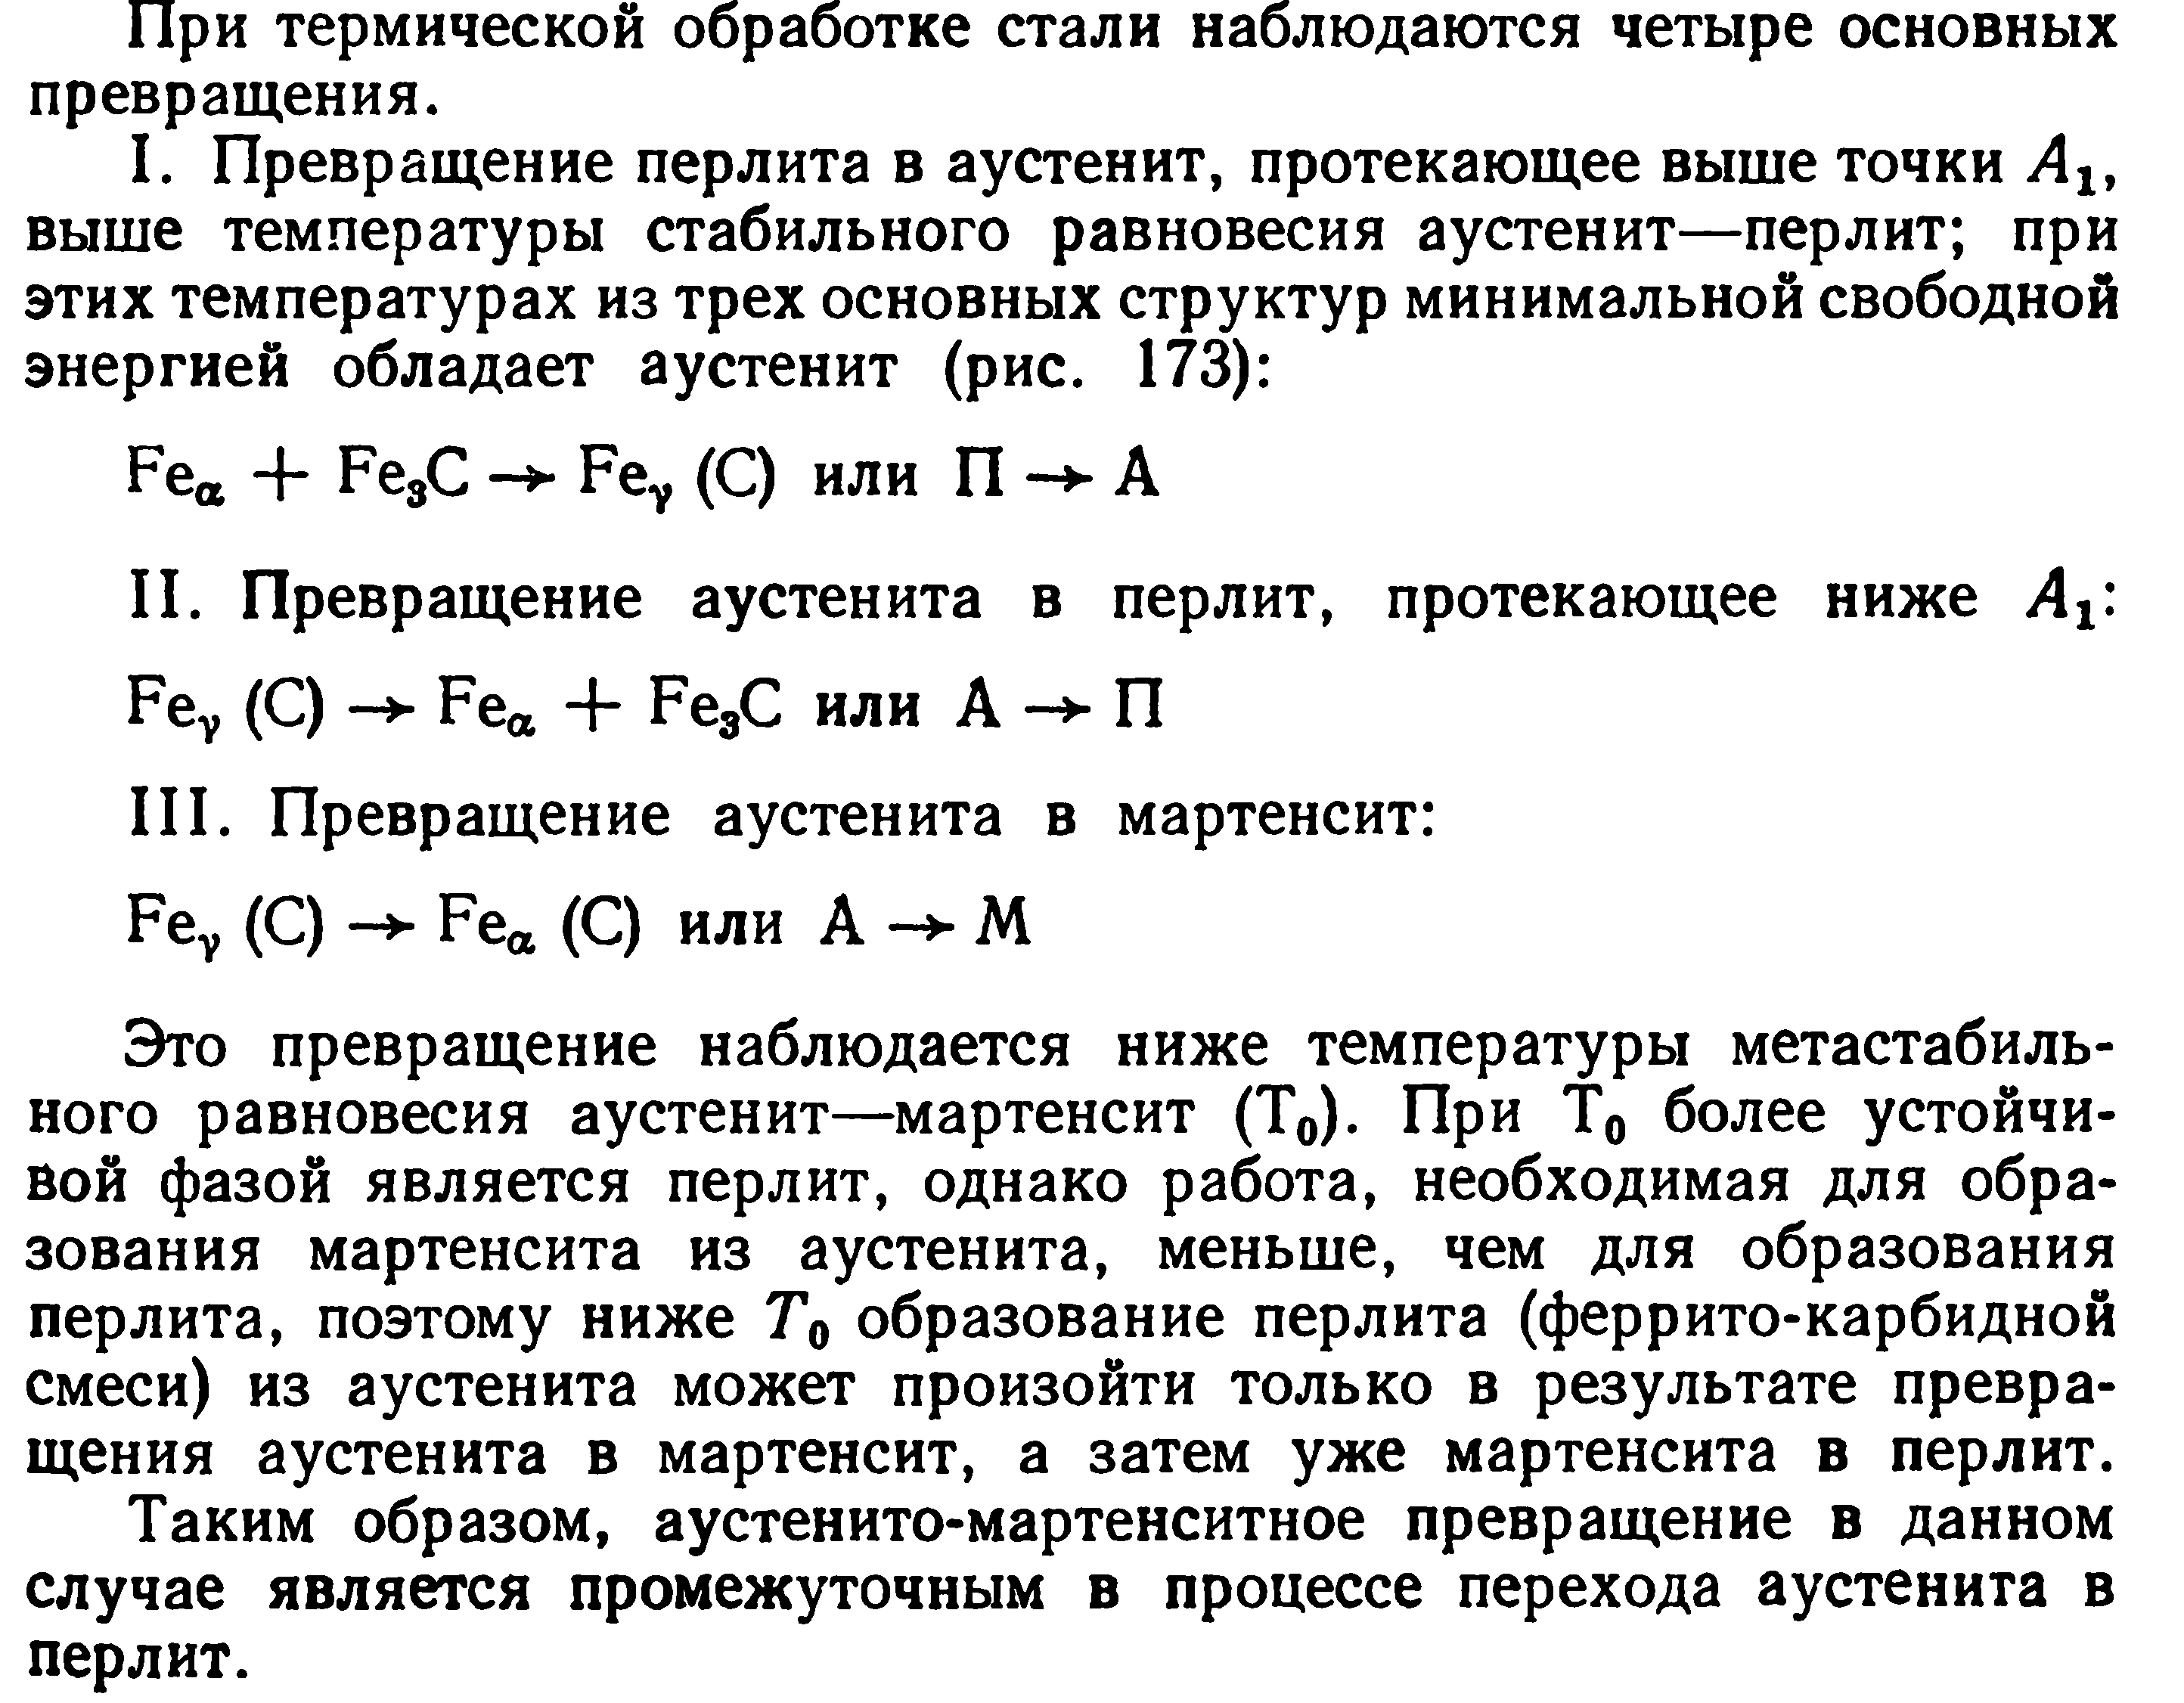 При термической обработке стали наблюдаются четыре основных
превращения.
I. Превращение перлита в аустенит, протекающее выше точки A₁,
выше температуры стабильного равновесия аустенит—перлит; при
этих температурах из трех основных структур минимальной свободной
энергией обладает аустенит (рис. 173):
Feα + Fe₃C → Feγ (C) или П → А
II. Превращение аустенита в перлит, протекающее ниже A₁:
Feγ (C) → Feα + Fe₃C или А → П
III. Превращение аустенита в мартенсит:
Feγ (C) → Feα (C) или А → М
Это превращение наблюдается ниже температуры метастабиль-
ного равновесия аустенит—мартенсит (T₀). При T₀ более устойчи-
вой фазой является перлит, однако работа, необходимая для обра-
зования мартенсита из аустенита, меньше, чем для образования
перлита, поэтому ниже T₀ образование перлита (феррито-карбидной
смеси) из аустенита может произойти только в результате превра-
щения аустенита в мартенсит, а затем уже мартенсита в перлит.
Таким образом, аустенито-мартенситное превращение в данном
случае является промежуточным в процессе перехода аустенита в
перлит.